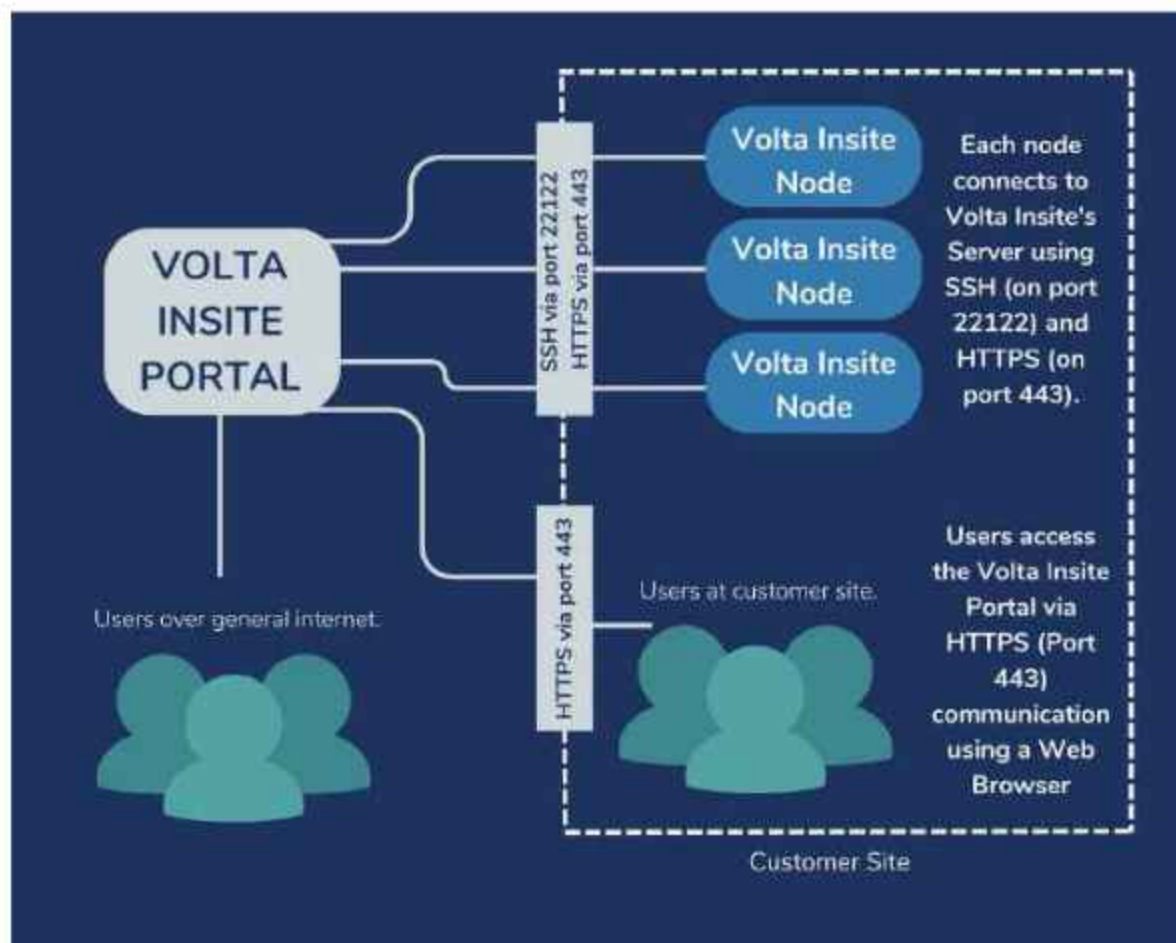 VOLTA
INSITE
PORTAL
SSH via port 22122
HTTPS via port 443
Volta Insite
Node
Volta Insite
Node
Volta Insite
Node
Each node
connects to
Volta Insite's
Server using
SSH (on port
22122) and
HTTPS (on
port 443).
Users over general internet.
HTTPS via port 443
Users at customer site.
Users access
the Volta Insite
Portal via
HTTPS (Port
443)
communication
using a Web
Browser
Customer Site